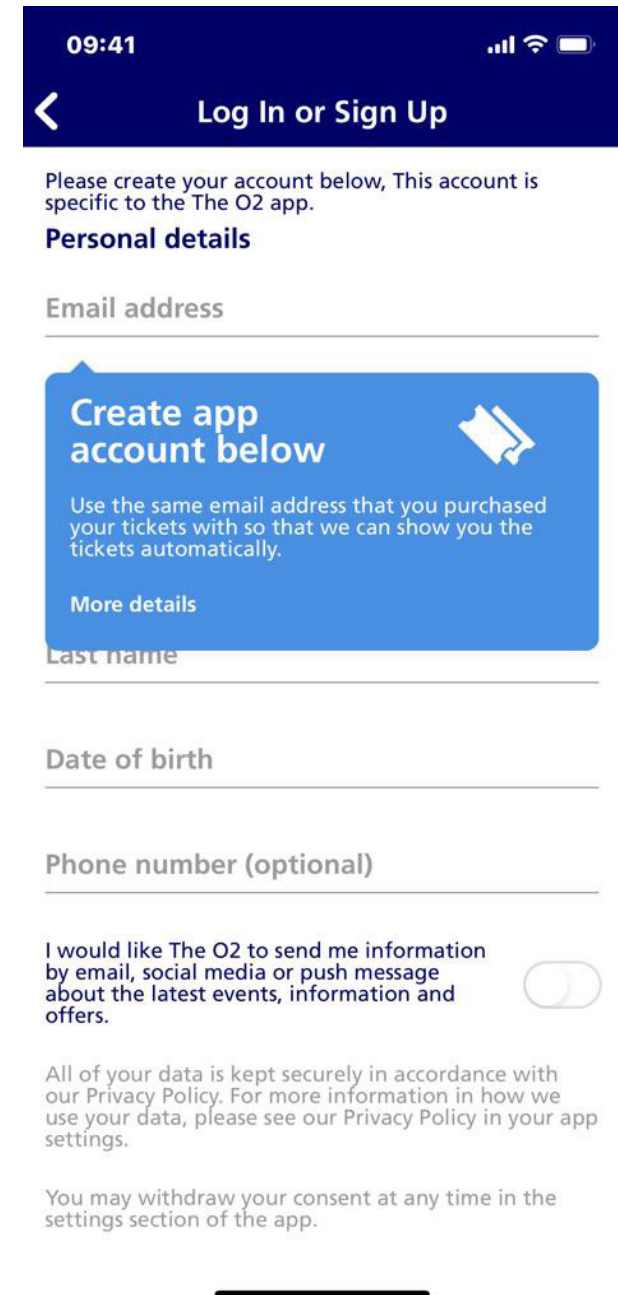 09:41
Log In or Sign Up
Please create your account below, This account is
specific to the The O2 app.
Personal details
Email address
Create app
account below
Use the same email address that you purchased
your tickets with so that we can show you the
tickets automatically.
More details
Last name
Date of birth
Phone number (optional)
I would like The O2 to send me information
by email, social media or push message
about the latest events, information and
offers.
All of your data is kept securely in accordance with
our Privacy Policy. For more information in how we
use your data, please see our Privacy Policy in your app
settings.
You may withdraw your consent at any time in the
settings section of the app.